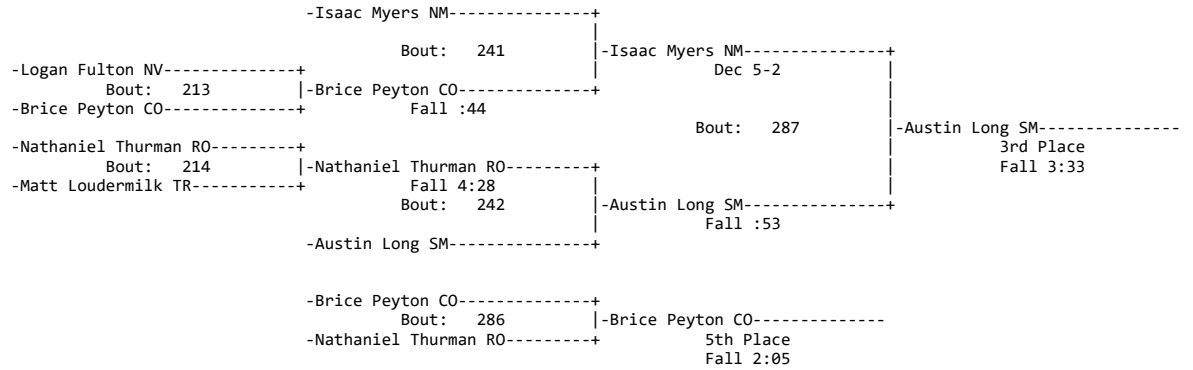 -Isaac Myers NM---------------+
|
Bout: 241 |-Isaac Myers NM---------------+
-Logan Fulton NV--------------+ | Dec 5-2 |
Bout: 213 |-Brice Peyton CO--------------+ |
-Brice Peyton CO--------------+ Fall :44 |
Bout: 287 |-Austin Long SM---------------
-Nathaniel Thurman RO---------+ | 3rd Place
Bout: 214 |-Nathaniel Thurman RO---------+ | Fall 3:33
-Matt Loudermilk TR-----------+ Fall 4:28 | |
Bout: 242 |-Austin Long SM---------------+
| Fall :53
-Austin Long SM---------------+
-Brice Peyton CO--------------+
Bout: 286 |-Brice Peyton CO--------------
-Nathaniel Thurman RO---------+ 5th Place
Fall 2:05